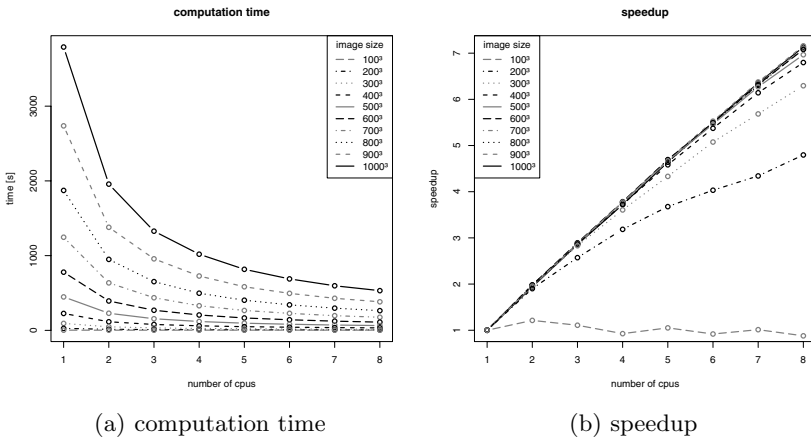 computation time
image size
100³
200³
300³
400³
500³
600³
700³
800³
900³
1000³
time [s]
0
1000
2000
3000
1 2 3 4 5 6 7 8
number of cpus
(a) computation time
speedup
image size
100³
200³
300³
400³
500³
600³
700³
800³
900³
1000³
speedup
1
2
3
4
5
6
7
1 2 3 4 5 6 7 8
number of cpus
(b) speedup